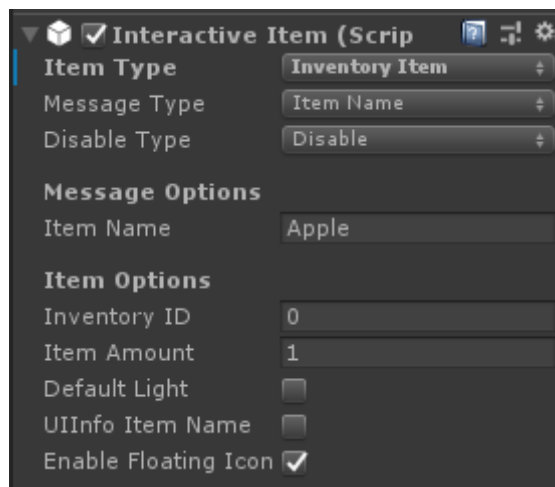 Interactive Item (Scrip
Item Type Inventory Item
Message Type Item Name
Disable Type Disable
Message Options
Item Name Apple
Item Options
Inventory ID 0
Item Amount 1
Default Light
UIInfo Item Name
Enable Floating Icon